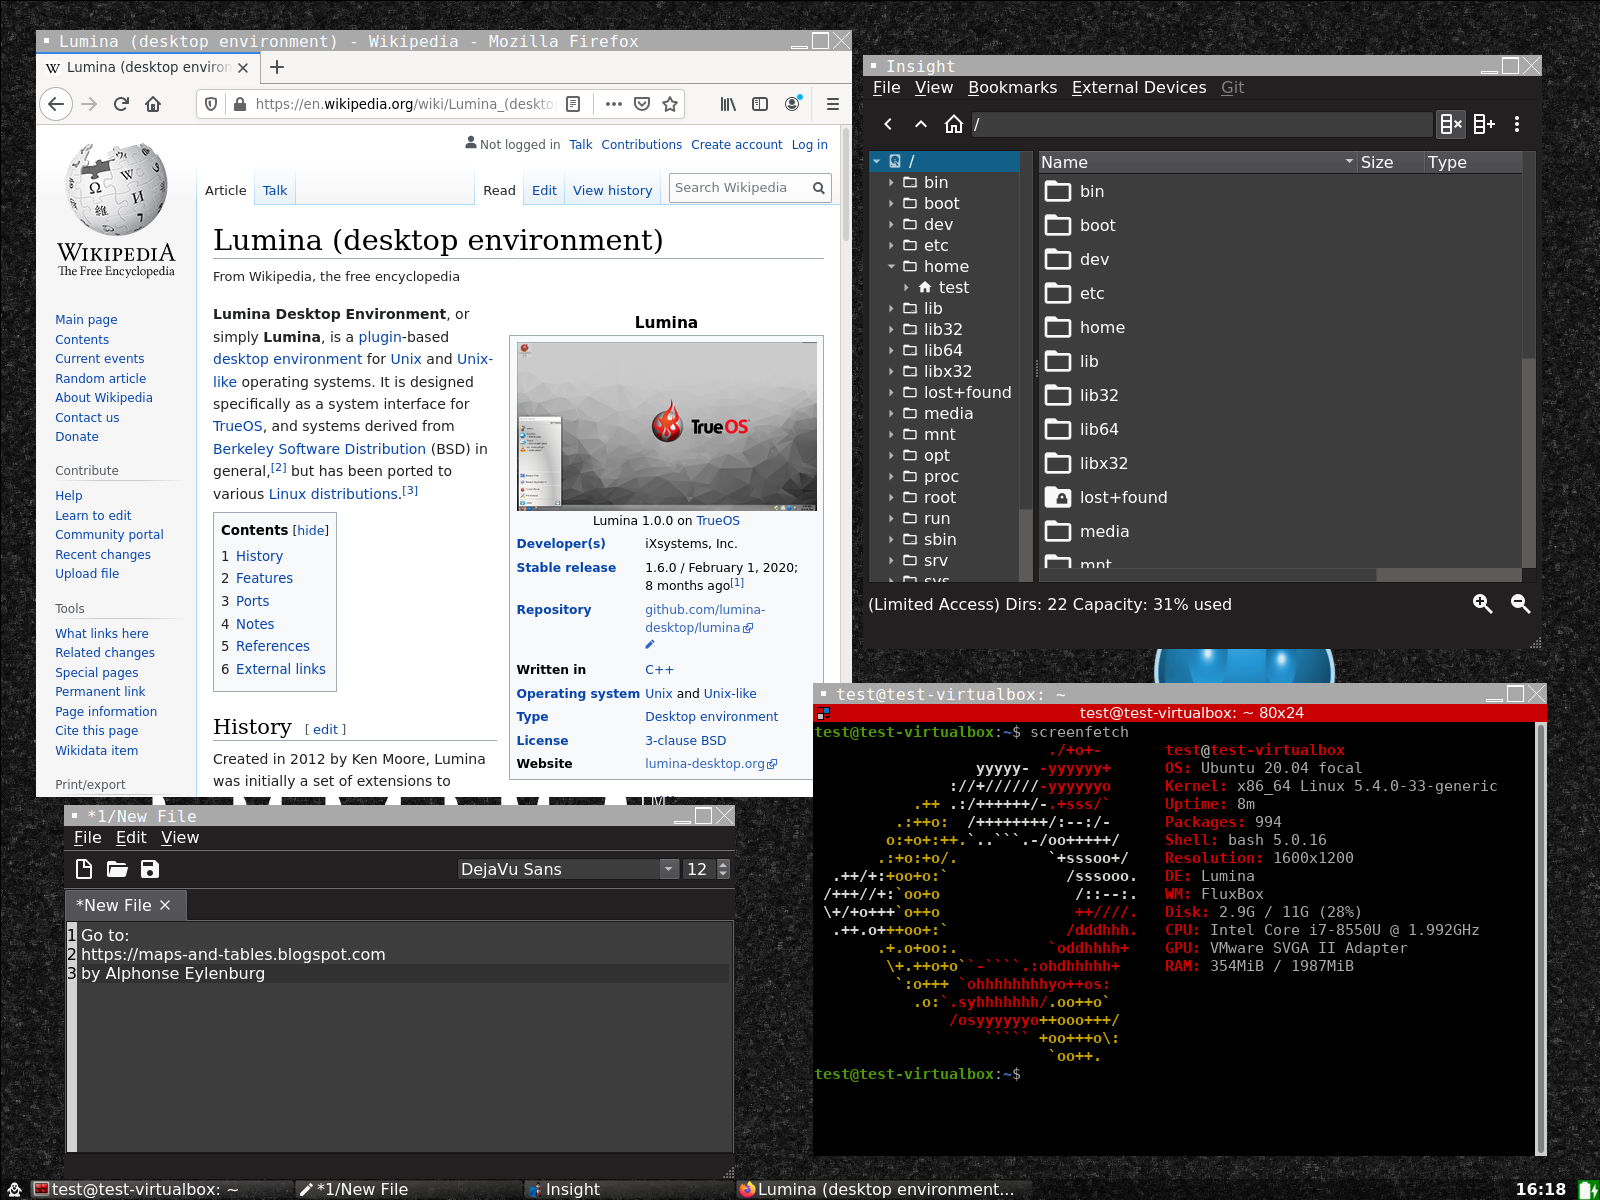 Lumina (desktop environment) - Wikipedia - Mozilla Firefox
Lumina (desktop environ
https://en.wikipedia.org/wiki/Lumina_(deskto
Not logged in Talk Contributions Create account Log in
Article Talk Read Edit View history Search Wikipedia
WIKIPEDIA
The Free Encyclopedia
Main page
Contents
Current events
Random article
About Wikipedia
Contact us
Donate
Contribute
Help
Learn to edit
Community portal
Recent changes
Upload file
Tools
What links here
Related changes
Special pages
Permanent link
Page information
Cite this page
Wikidata item
Print/export
Lumina (desktop environment)
From Wikipedia, the free encyclopedia
Lumina Desktop Environment, or
simply Lumina, is a plugin-based
desktop environment for Unix and Unix-
like operating systems. It is designed
specifically as a system interface for
TrueOS, and systems derived from
Berkeley Software Distribution (BSD) in
general,[2] but has been ported to
various Linux distributions.[3]
Contents [hide]
1 History
2 Features
3 Ports
4 Notes
5 References
6 External links
History [ edit ]
Created in 2012 by Ken Moore, Lumina
was initially a set of extensions to
Lumina
TrueOS
Lumina 1.0.0 on TrueOS
Developer(s) iXsystems, Inc.
Stable release 1.6.0 / February 1, 2020;
8 months ago[1]
Repository github.com/lumina-
desktop/lumina
Written in C++
Operating system Unix and Unix-like
Type Desktop environment
License 3-clause BSD
Website lumina-desktop.org
Insight
File View Bookmarks External Devices Git
/
/
bin
boot
dev
etc
home
test
lib
lib32
lib64
libx32
lost+found
media
mnt
opt
proc
root
run
sbin
srv
sys
Name Size Type
bin
boot
dev
etc
home
lib
lib32
lib64
libx32
lost+found
media
mnt
(Limited Access) Dirs: 22 Capacity: 31% used
*1/New File
File Edit View
DejaVu Sans 12
*New File
1 Go to:
2 https://maps-and-tables.blogspot.com
3 by Alphonse Eylenburg
test@test-virtualbox: ~
test@test-virtualbox: ~ 80x24
test@test-virtualbox:~$ screenfetch
test@test-virtualbox
OS: Ubuntu 20.04 focal
Kernel: x86_64 Linux 5.4.0-33-generic
Uptime: 8m
Packages: 994
Shell: bash 5.0.16
Resolution: 1600x1200
DE: Lumina
WM: FluxBox
Disk: 2.9G / 11G (28%)
CPU: Intel Core i7-8550U @ 1.992GHz
GPU: VMware SVGA II Adapter
RAM: 354MiB / 1987MiB
test@test-virtualbox:~$
test@test-virtualbox: ~ *1/New File Insight Lumina (desktop environment... 16:18